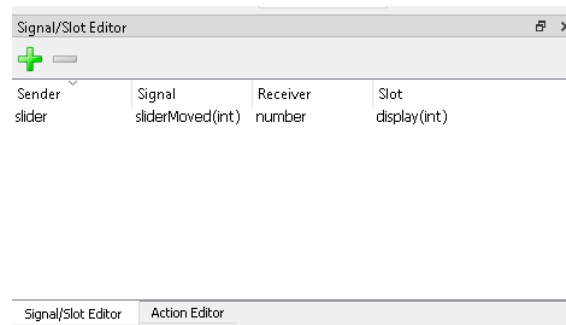 Signal/Slot Editor
Sender Signal Receiver Slot
slider sliderMoved(int) number display(int)
Signal/Slot Editor Action Editor